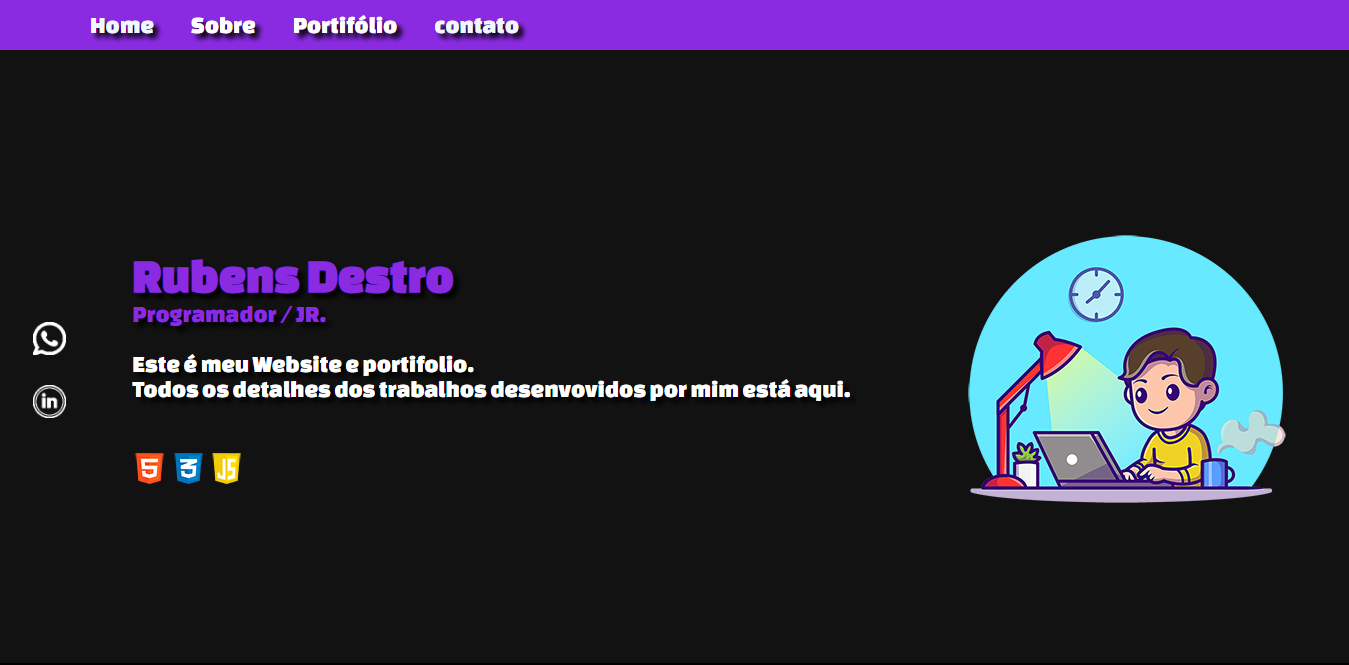 Home Sobre Portifólio contato
Rubens Destro
Programador / JR.
Este é meu Website e portifolio.
Todos os detalhes dos trabalhos desenvovidos por mim está aqui.
in
5 3 JS